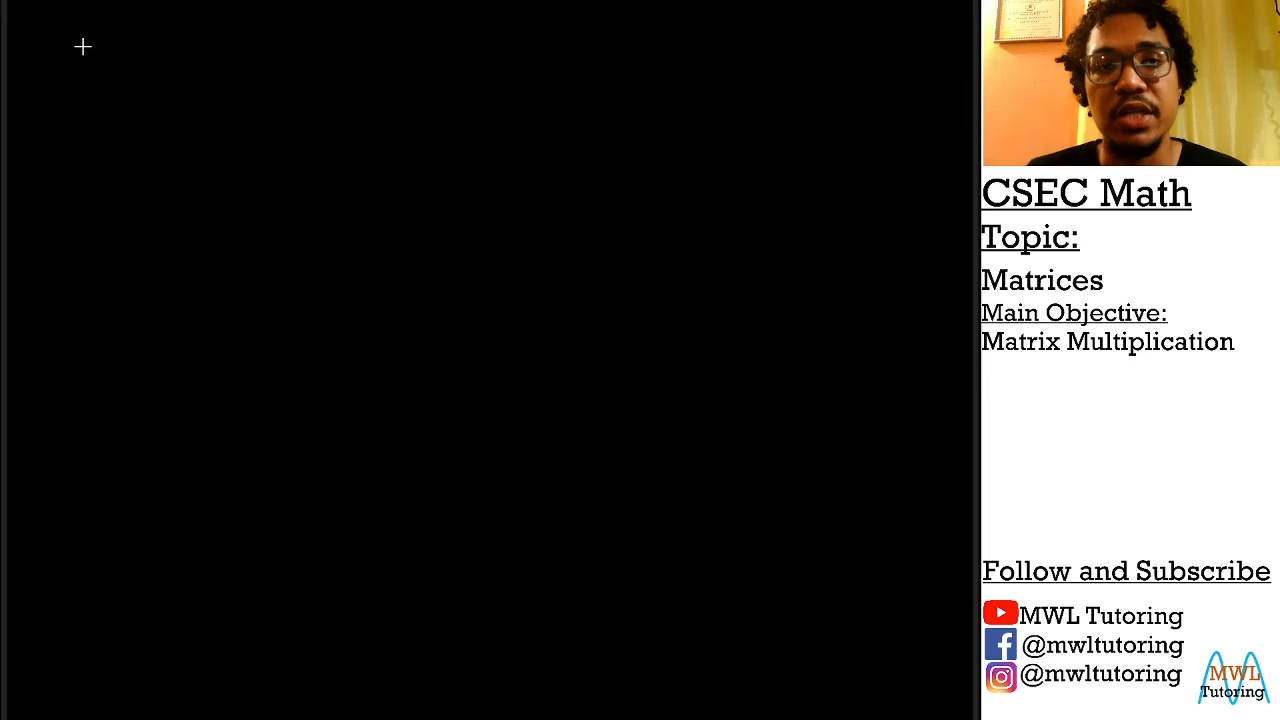 CSEC Math
Topic:
Matrices
Main Objective:
Matrix Multiplication
Follow and Subscribe
MWL Tutoring
@mwltutoring
@mwltutoring
MWL
Tutoring